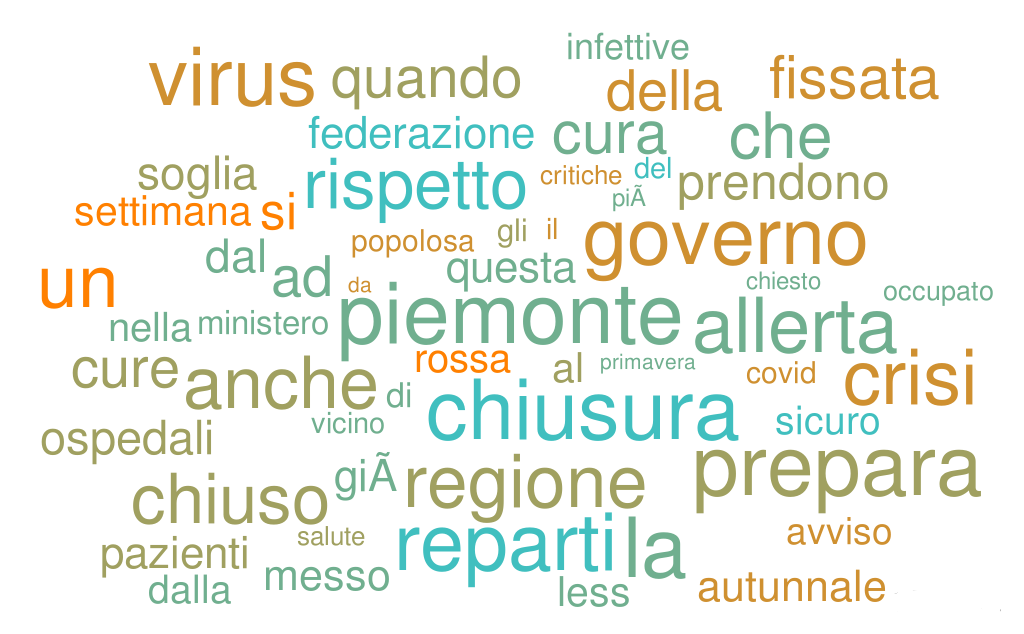 infettive
virus quando della fissata
federazione cura che
soglia rispetto critiche del prendono
settimana si piÃ
popolosa gli il governo
dal ad questa
un da piemonte chiesto occupato
nella ministero allerta
cure anche rossa al primavera covid crisi
di chiusura
ospedali vicino sicuro
chiuso giÃ regione prepara
pazienti salute reparti la avviso
dalla messo less autunnale